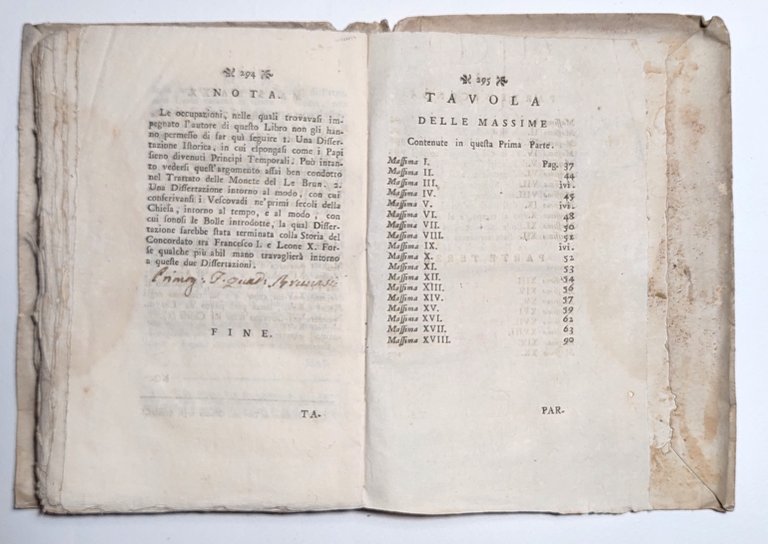 294
NOTA.
Le occupazioni, nelle quali trovavasi im-
pegnato l'autore di questo Libro non gli han-
no permesso di far quì seguire 1. Una Disser-
tazione Istorica, in cui espongasi come i Papi
sieno divenuti Principi Temporali: Può intan-
to vedersi quest'argomento assai ben condotto
nel Trattato delle Monete del Le Brun. 2.
Una Dissertazione intorno al modo, con cui
conferivansi i Vescovadi ne' primi secoli della
Chiesa, intorno al tempo, e al modo, con
cui sonosi le Bolle introdotte, la qual Disser-
tazione sarebbe stata terminata colla Storia del
Concordato tra Francesco I. e Leone X. For-
se qualche più abil mano travaglierà intorno
a queste due Dissertazioni.
FINE.
TA-
295
TAVOLA
DELLE MASSIME
Contenute in questa Prima Parte.
Massima I. Pag. 37
Massima II. 44
Massima III. ivi.
Massima IV. 45
Massima V. ivi.
Massima VI. 48
Massima VII. 50
Massima VIII. 51
Massima IX. ivi.
Massima X. 52
Massima XI. 53
Massima XII. 54
Massima XIII. 56
Massima XIV. 57
Massima XV. 59
Massima XVI. 62
Massima XVII. 63
Massima XVIII. 90
PAR-